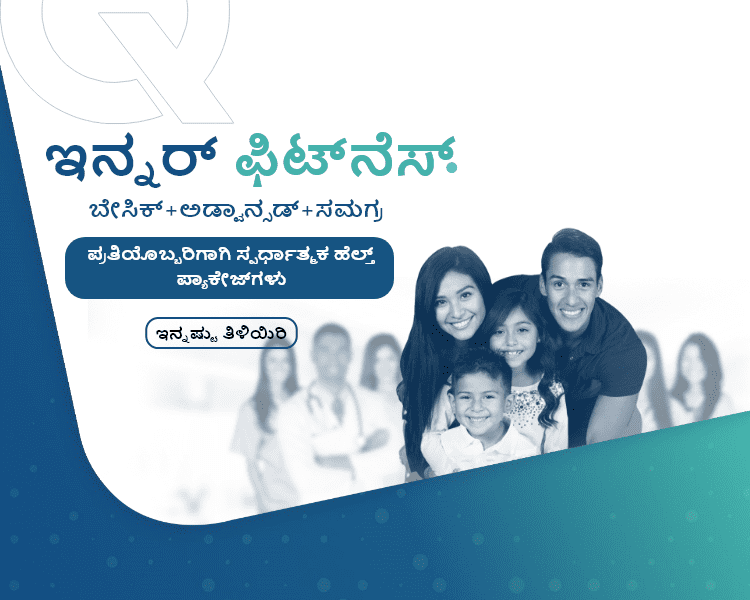 ಇನ್ನರ್ ಫಿಟ್‌ನೆಸ್
ಬೇಸಿಕ್+ಅಡ್ವಾನ್ಸಡ್+ಸಮಗ್ರ
ಪ್ರತಿಯೊಬ್ಬರಿಗಾಗಿ ಸ್ಪರ್ಧಾತ್ಮಕ ಹೆಲ್ತ್
ಪ್ಯಾಕೇಜ್‌ಗಳು
ಇನ್ನಷ್ಟು ತಿಳಿಯಿರಿ